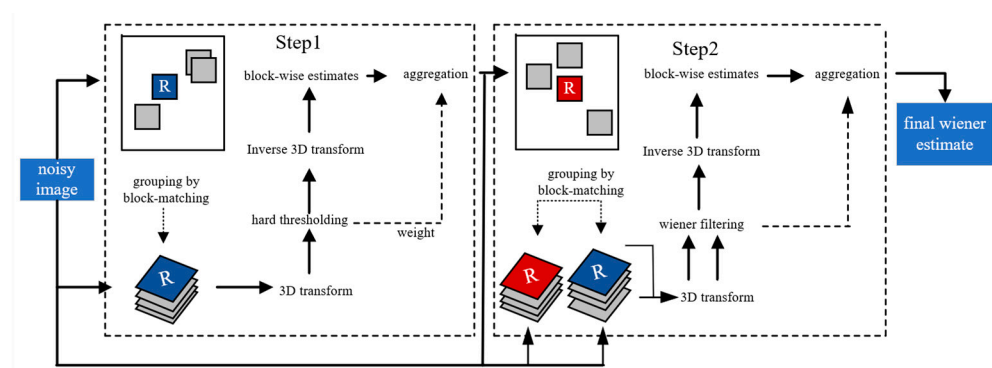 noisy
image
Step1
R
block-wise estimates
aggregation
Inverse 3D transform
grouping by
block-matching
hard thresholding
weight
R
3D transform
Step2
R
block-wise estimates
aggregation
Inverse 3D transform
grouping by
block-matching
wiener filtering
R
R
3D transform
final wiener
estimate